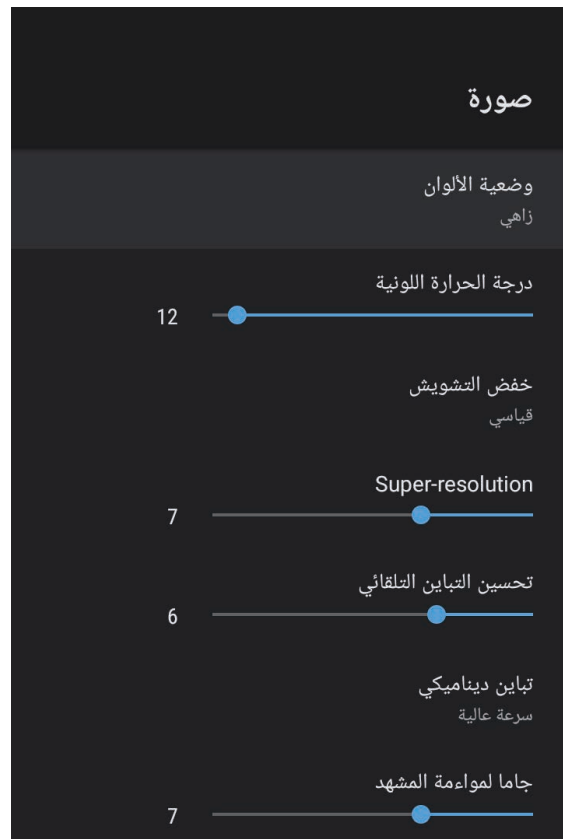 صورة
وضعية الألوان
زاهي
درجة الحرارة اللونية
12
خفض التشويش
قياسي
Super-resolution
7
تحسين التباين التلقائي
6
تباين ديناميكي
سرعة عالية
جاما لمواءمة المشهد
7